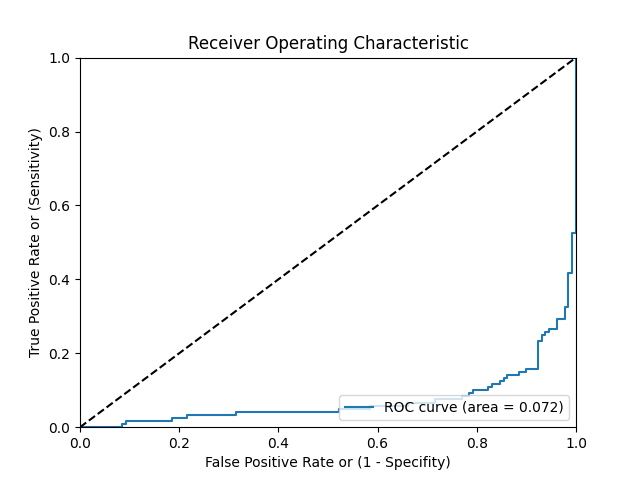 Receiver Operating Characteristic
1.0
0.8
0.6
0.4
0.2
0.0
True Positive Rate or (Sensitivity)
ROC curve (area = 0.072)
0.0 0.2 0.4 0.6 0.8 1.0
False Positive Rate or (1 - Specifity)